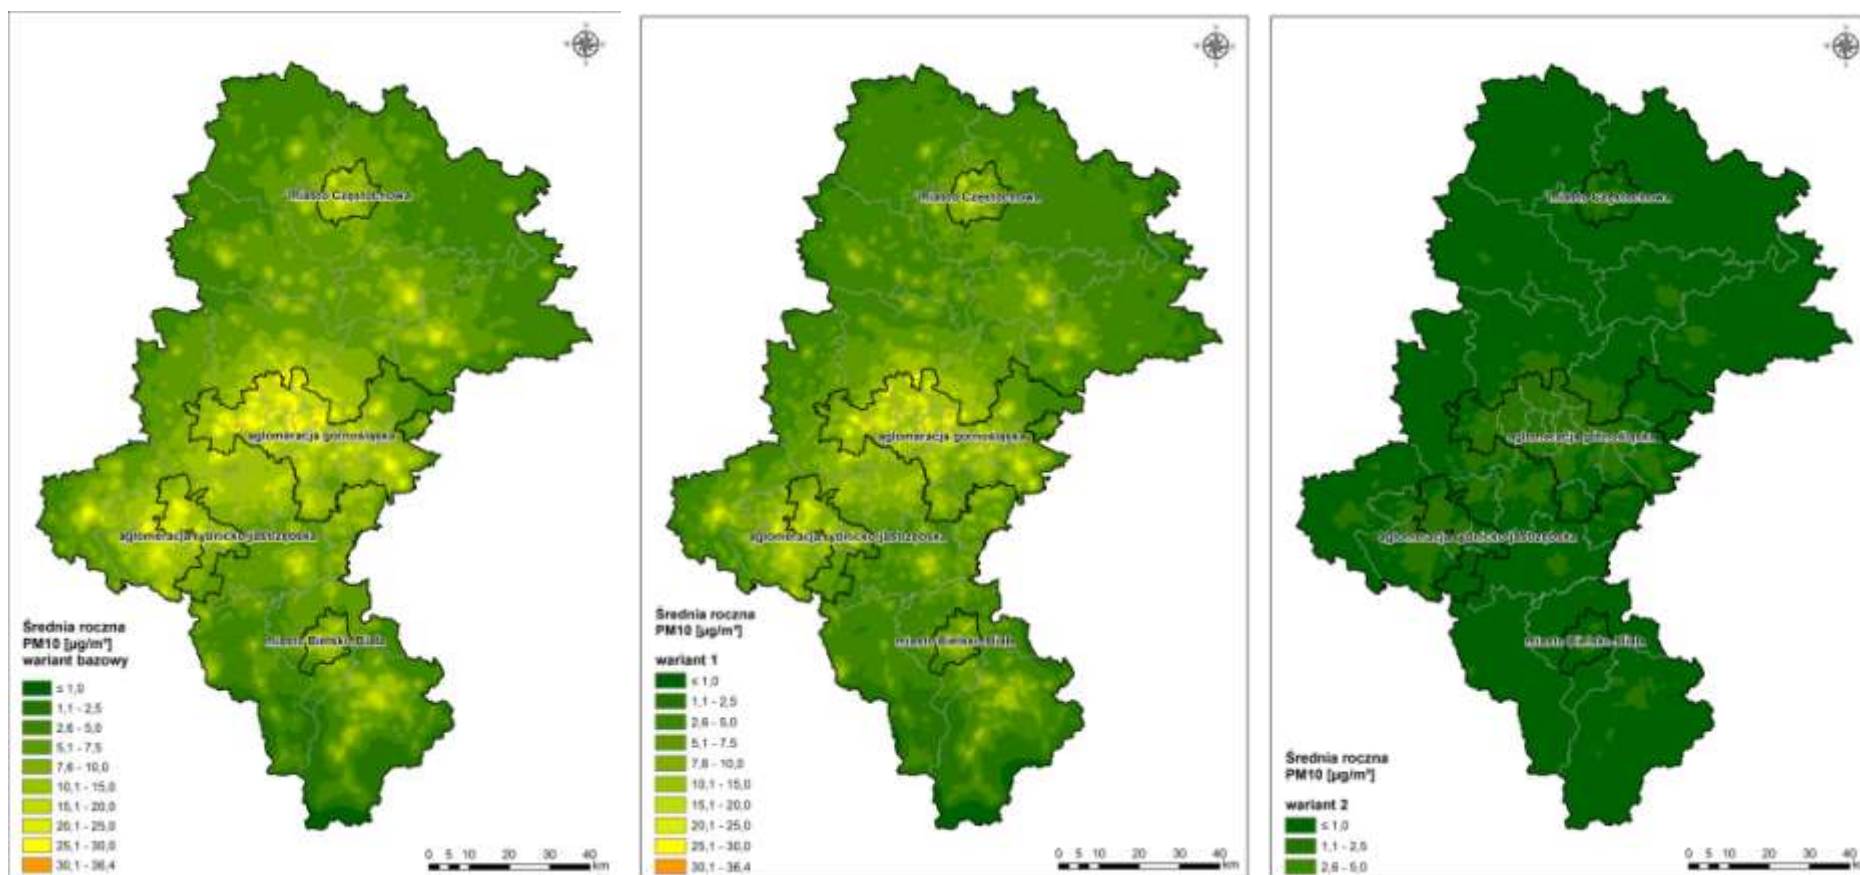 miasto Częstochowa
aglomeracja górnośląska
aglomeracja rybnicko-jastrzębska
miasto Bielsko-Biała
Średnia roczna
PM10 [µg/m³]
wariant bazowy
≤ 1,0
1,1 - 2,5
2,6 - 5,0
5,1 - 7,5
7,6 - 10,0
10,1 - 15,0
15,1 - 20,0
20,1 - 25,0
25,1 - 30,0
30,1 - 36,4
0 5 10 20 30 40
km
miasto Częstochowa
aglomeracja górnośląska
aglomeracja rybnicko-jastrzębska
miasto Bielsko-Biała
Średnia roczna
PM10 [µg/m³]
wariant 1
≤ 1,0
1,1 - 2,5
2,6 - 5,0
5,1 - 7,5
7,6 - 10,0
10,1 - 15,0
15,1 - 20,0
20,1 - 25,0
25,1 - 30,0
30,1 - 36,4
0 5 10 20 30 40
km
miasto Częstochowa
aglomeracja górnośląska
aglomeracja rybnicko-jastrzębska
miasto Bielsko-Biała
Średnia roczna
PM10 [µg/m³]
wariant 2
≤ 1,0
1,1 - 2,5
2,6 - 5,0
0 5 10 20 30 40